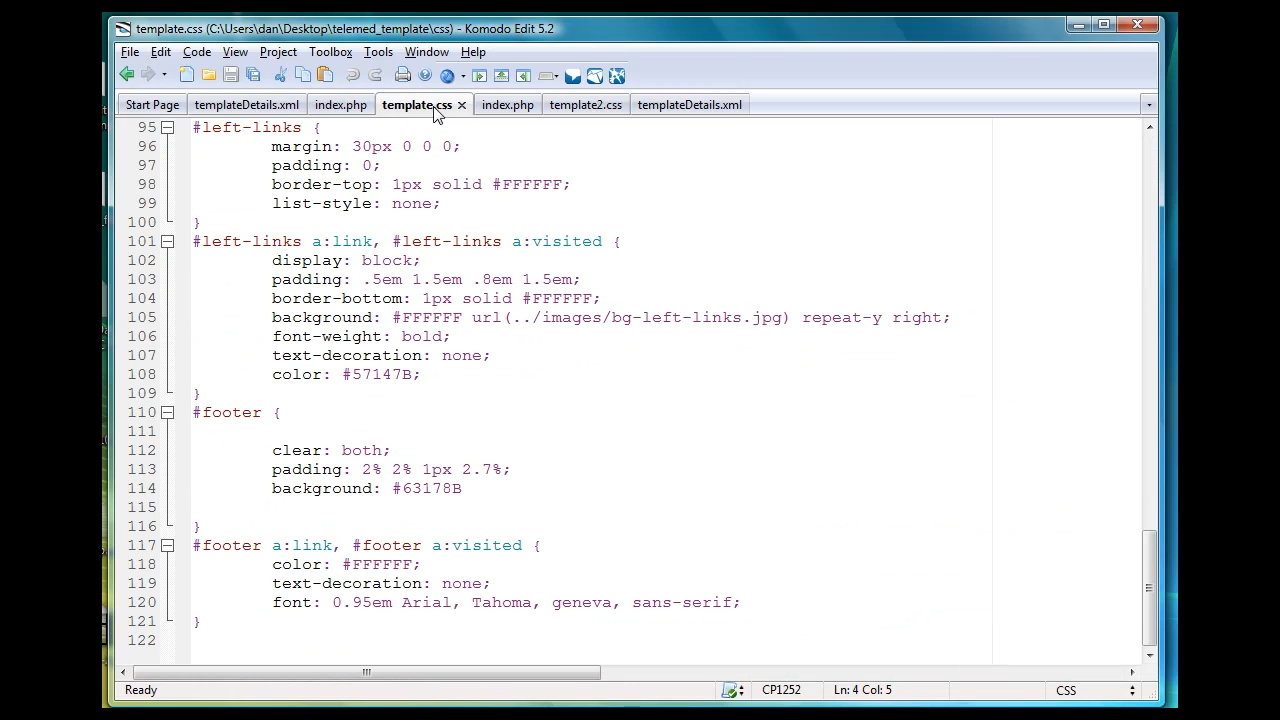 template.css (C:\Users\dan\Desktop\telemed_template\css) - Komodo Edit 5.2
File Edit Code View Project Toolbox Tools Window Help
Start Page templateDetails.xml index.php template.css index.php template2.css templateDetails.xml
95 #left-links {
96 margin: 30px 0 0 0;
97 padding: 0;
98 border-top: 1px solid #FFFFFF;
99 list-style: none;
100 }
101 #left-links a:link, #left-links a:visited {
102 display: block;
103 padding: .5em 1.5em .8em 1.5em;
104 border-bottom: 1px solid #FFFFFF;
105 background: #FFFFFF url(../images/bg-left-links.jpg) repeat-y right;
106 font-weight: bold;
107 text-decoration: none;
108 color: #57147B;
109 }
110 #footer {
111
112 clear: both;
113 padding: 2% 2% 1px 2.7%;
114 background: #63178B
115
116 }
117 #footer a:link, #footer a:visited {
118 color: #FFFFFF;
119 text-decoration: none;
120 font: 0.95em Arial, Tahoma, geneva, sans-serif;
121 }
122
Ready CP1252 Ln: 4 Col: 5 CSS